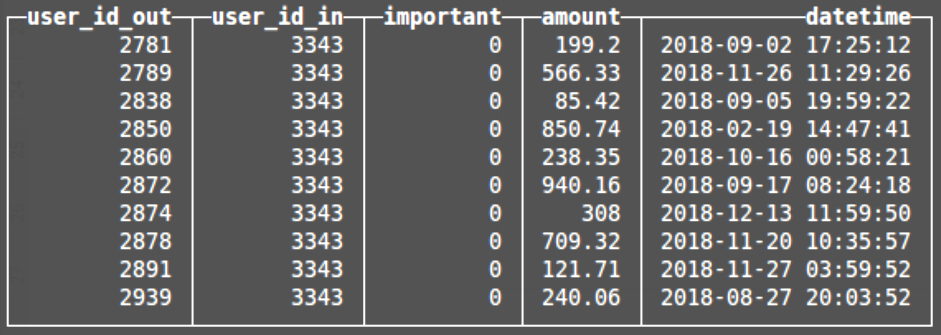 user_id_out user_id_in important amount datetime
2781 3343 0 199.2 2018-09-02 17:25:12
2789 3343 0 566.33 2018-11-26 11:29:26
2838 3343 0 85.42 2018-09-05 19:59:22
2850 3343 0 850.74 2018-02-19 14:47:41
2860 3343 0 238.35 2018-10-16 00:58:21
2872 3343 0 940.16 2018-09-17 08:24:18
2874 3343 0 308 2018-12-13 11:59:50
2878 3343 0 709.32 2018-11-20 10:35:57
2891 3343 0 121.71 2018-11-27 03:59:52
2939 3343 0 240.06 2018-08-27 20:03:52